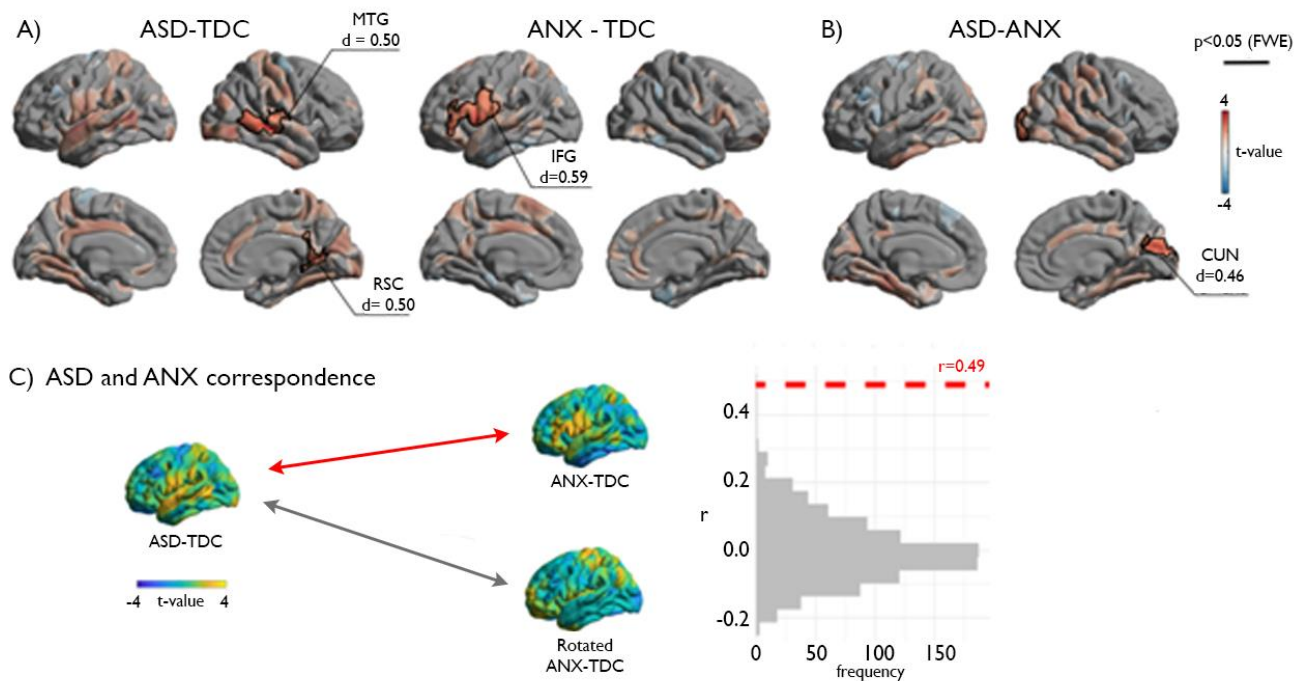 A)
ASD-TDC
MTG
d = 0.50
ANX - TDC
B)
ASD-ANX
p<0.05 (FWE)
4
t-value
-4
IFG
d=0.59
RSC
d= 0.50
CUN
d=0.46
C) ASD and ANX correspondence
ASD-TDC
-4 t-value 4
ANX-TDC
Rotated
ANX-TDC
r=0.49
0.4
0.2
r
0.0
-0.2
0 50 100 150
frequency